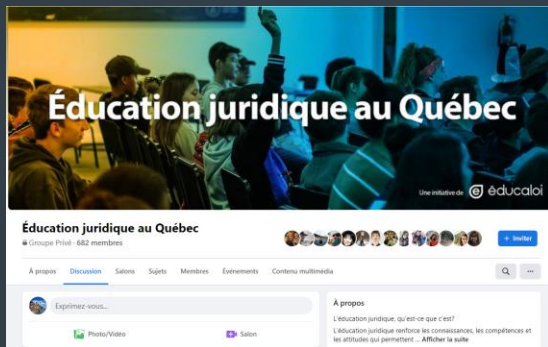 Éducation juridique au Québec
Une initiative de éducaloi
Éducation juridique au Québec
Groupe Privé · 682 membres
+ Inviter
À propos Discussion Salons Sujets Membres Événements Contenu multimédia
Exprimez-vous...
Photo/Vidéo Salon
À propos
L'éducation juridique, qu'est-ce que c'est?
L'éducation juridique renforce les connaissances, les compétences et
les attitudes qui permettent ... Afficher la suite